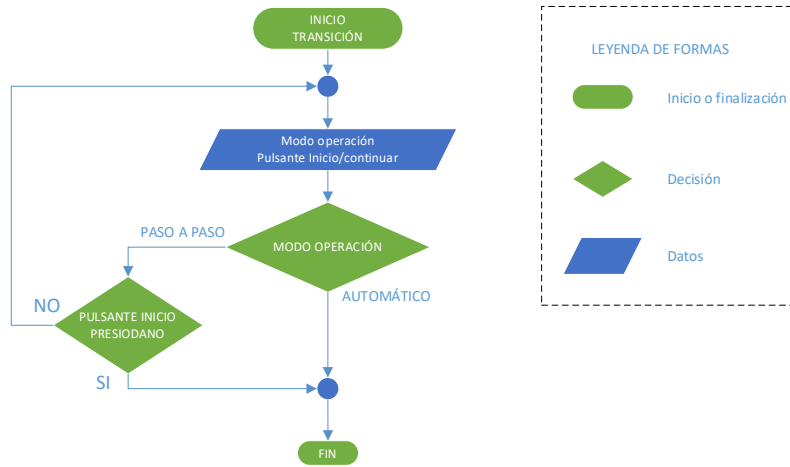 INICIO
TRANSICIÓN
Modo operación
Pulsante Inicio/continuar
PASO A PASO
MODO OPERACIÓN
AUTOMÁTICO
NO
PULSANTE INICIO
PRESIODANO
SI
FIN
LEYENDA DE FORMAS
Inicio o finalización
Decisión
Datos